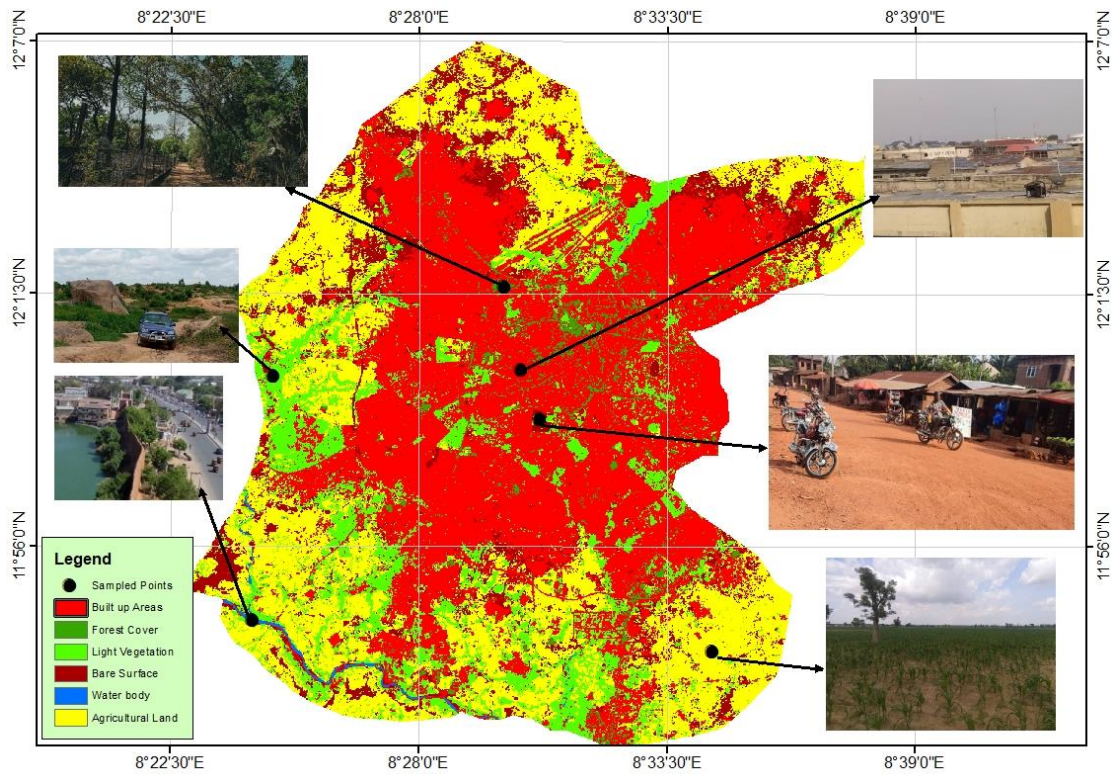 8°22'30"E 8°28'0"E 8°33'30"E 8°39'0"E
12°7'0"N 12°7'0"N
12°1'30"N 12°1'30"N
11°56'0"N 11°56'0"N
Legend
Sampled Points
Built up Areas
Forest Cover
Light Vegetation
Bare Surface
Water body
Agricultural Land
8°22'30"E 8°28'0"E 8°33'30"E 8°39'0"E